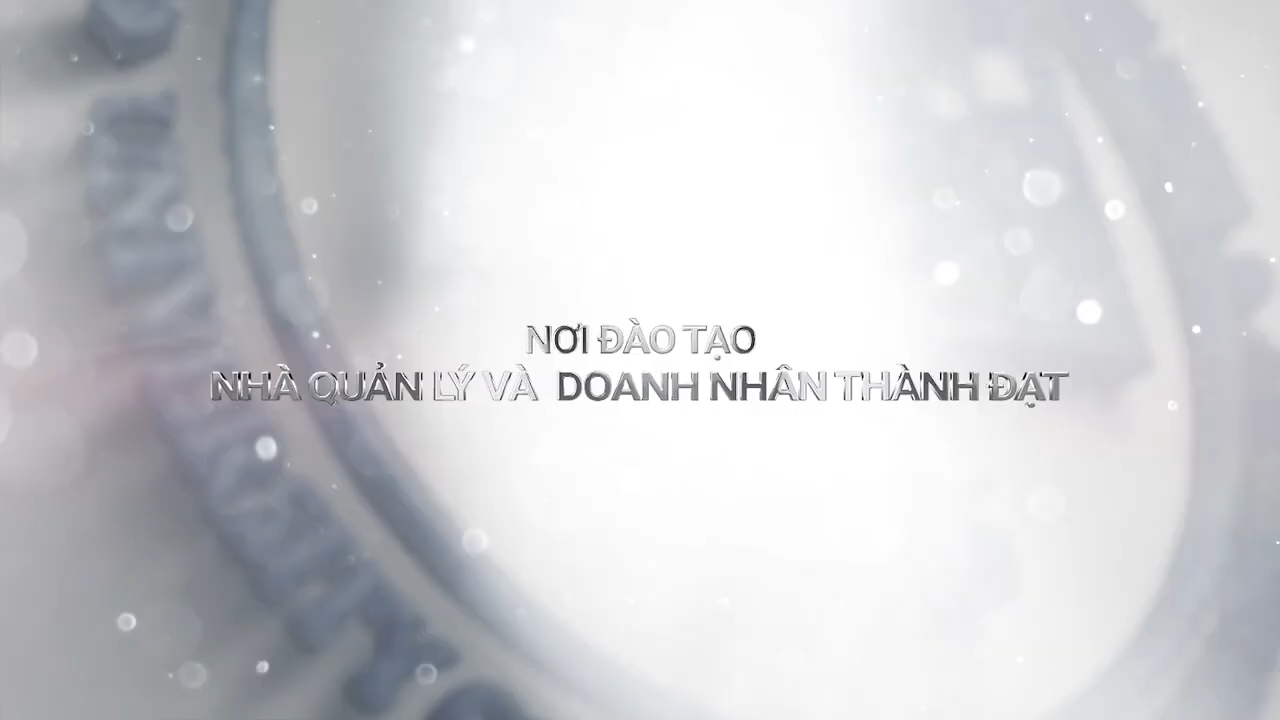 NƠI ĐÀO TẠO
NHÀ QUẢN LÝ VÀ DOANH NHÂN THÀNH ĐẠT